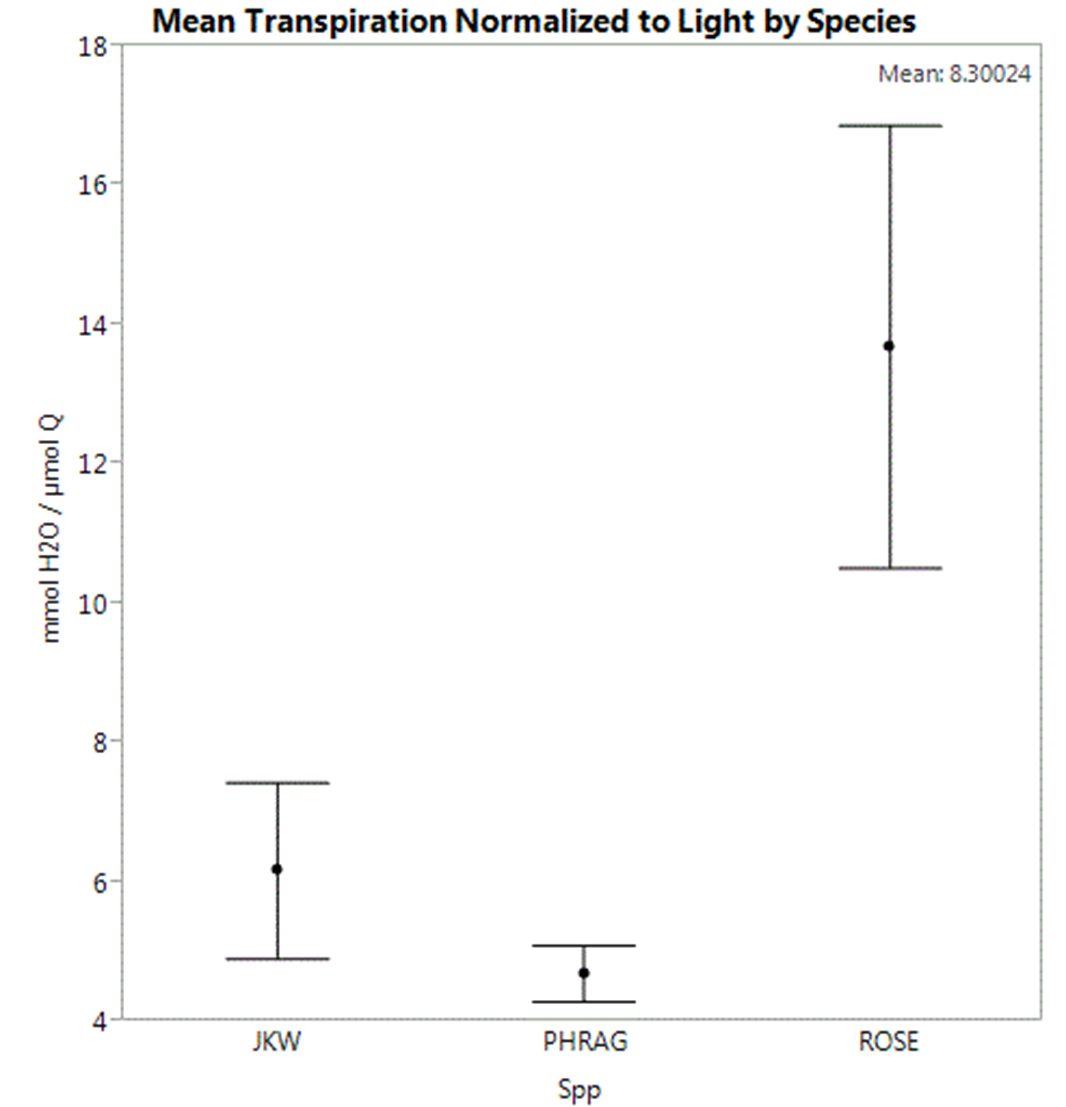 Mean Transpiration Normalized to Light by Species
Mean: 8.30024
18
16
14
12
10
8
6
4
mmol H2O / µmol Q
JKW PHRAG ROSE
Spp